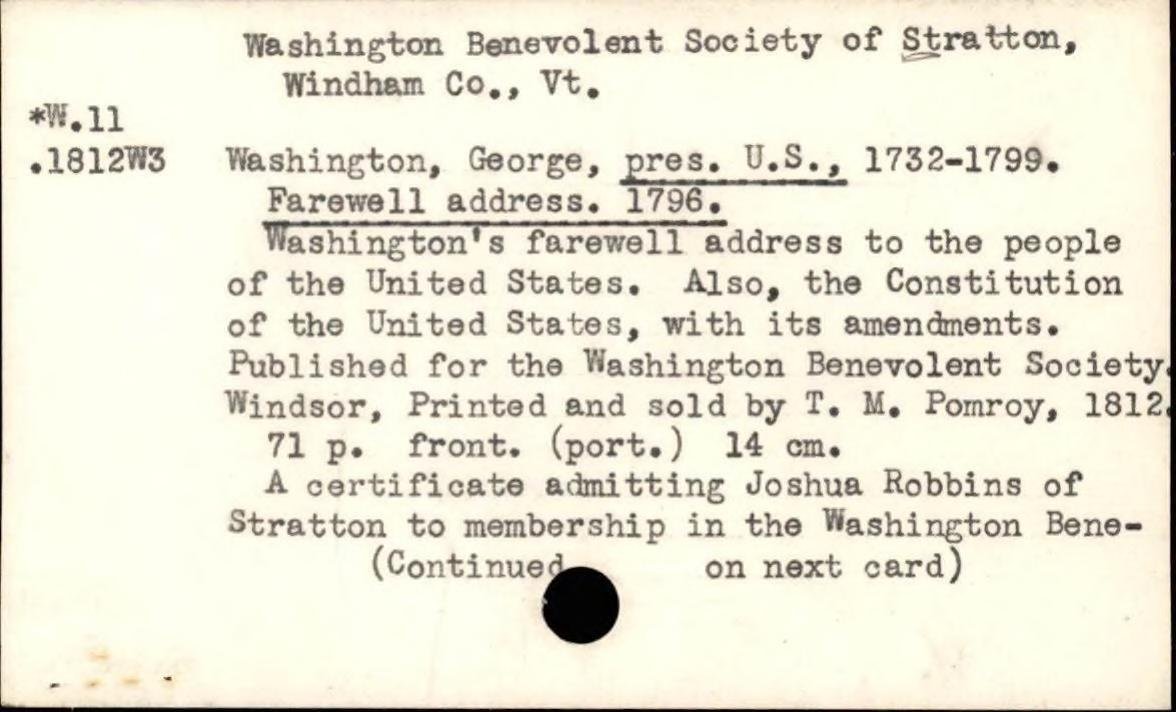 Washington Benevolent Society of Stratton,
Windham Co., Vt.
*W.11
.1812W3 Washington, George, pres. U.S., 1732-1799.
Farewell address. 1796.
Washington's farewell address to the people
of the United States. Also, the Constitution
of the United States, with its amendments.
Published for the Washington Benevolent Society.
Windsor, Printed and sold by T. M. Pomroy, 1812.
71 p. front. (port.) 14 cm.
A certificate admitting Joshua Robbins of
Stratton to membership in the Washington Bene-
(Continued on next card)